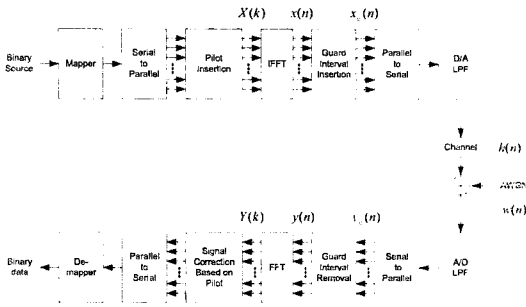 X(k) x(n) x_c(n)
Binary Source
Mapper
Serial to Parallel
Pilot Insertion
IFFT
Guard Interval Insertion
Parallel to Serial
D/A LPF
Channel h(n)
AWGN
w(n)
Y(k) y(n)
Binary data
De-mapper
Parallel to Serial
Signal Correction Based on Pilot
FFT
Guard Interval Removal
Serial to Parallel
A/D LPF